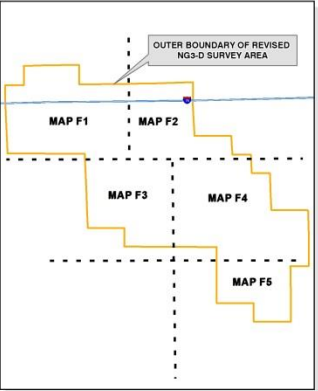 OUTER BOUNDARY OF REVISED
NG3-D SURVEY AREA
MAP F1
MAP F2
MAP F3
MAP F4
MAP F5